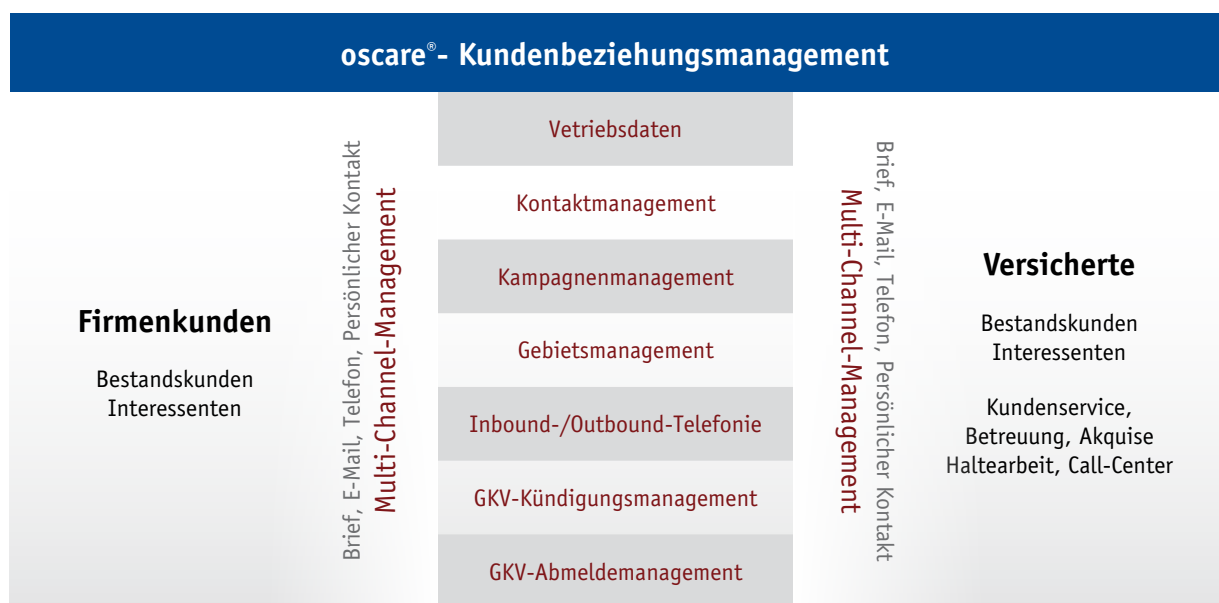 oscare®- Kundenbeziehungsmanagement
Firmenkunden
Bestandskunden
Interessenten
Brief, E-Mail, Telefon, Persönlicher Kontakt
Multi-Channel-Management
Vetriebsdaten
Kontaktmanagement
Kampagnenmanagement
Gebietsmanagement
Inbound-/Outbound-Telefonie
GKV-Kündigungsmanagement
GKV-Abmeldemanagement
Multi-Channel-Management
Brief, E-Mail, Telefon, Persönlicher Kontakt
Versicherte
Bestandskunden
Interessenten
Kundenservice,
Betreuung, Akquise
Haltearbeit, Call-Center